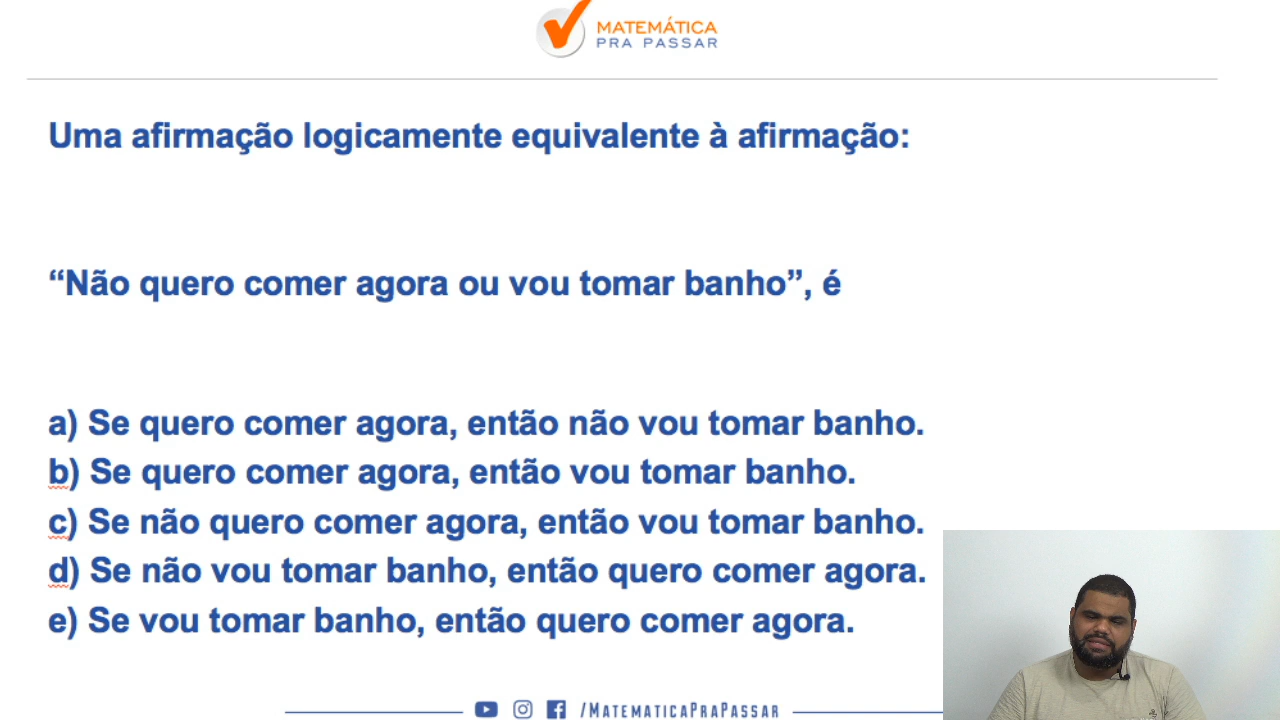 MATEMÁTICA
PRA PASSAR
Uma afirmação logicamente equivalente à afirmação:
“Não quero comer agora ou vou tomar banho”, é
a) Se quero comer agora, então não vou tomar banho.
b) Se quero comer agora, então vou tomar banho.
c) Se não quero comer agora, então vou tomar banho.
d) Se não vou tomar banho, então quero comer agora.
e) Se vou tomar banho, então quero comer agora.
/MATEMATICAPRAPASSAR